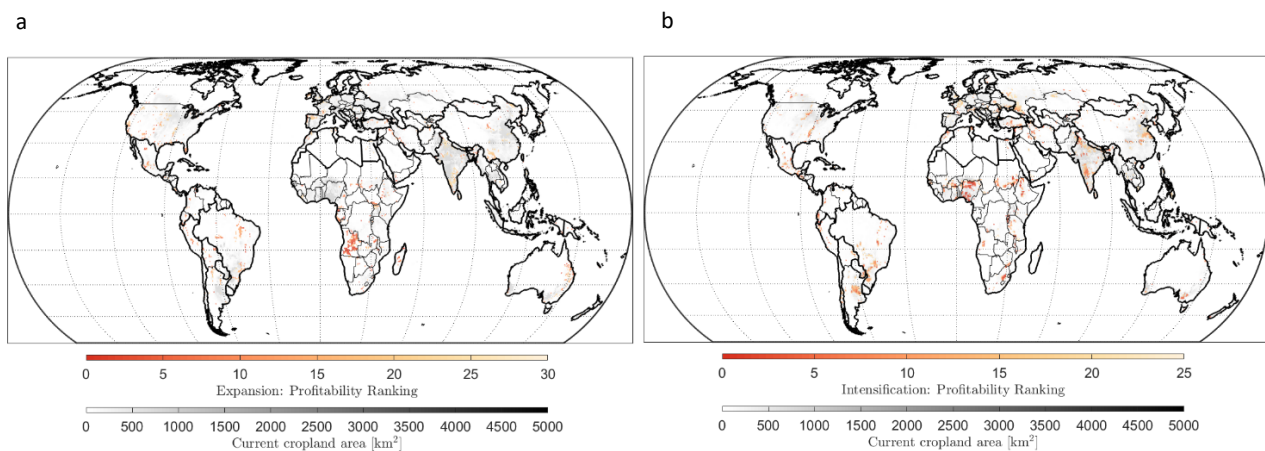 a
b
0 5 10 15 20 25 30
Expansion: Profitability Ranking
0 500 1000 1500 2000 2500 3000 3500 4000 4500 5000
Current cropland area [km²]
0 5 10 15 20 25
Intensification: Profitability Ranking
0 500 1000 1500 2000 2500 3000 3500 4000 4500 5000
Current cropland area [km²]